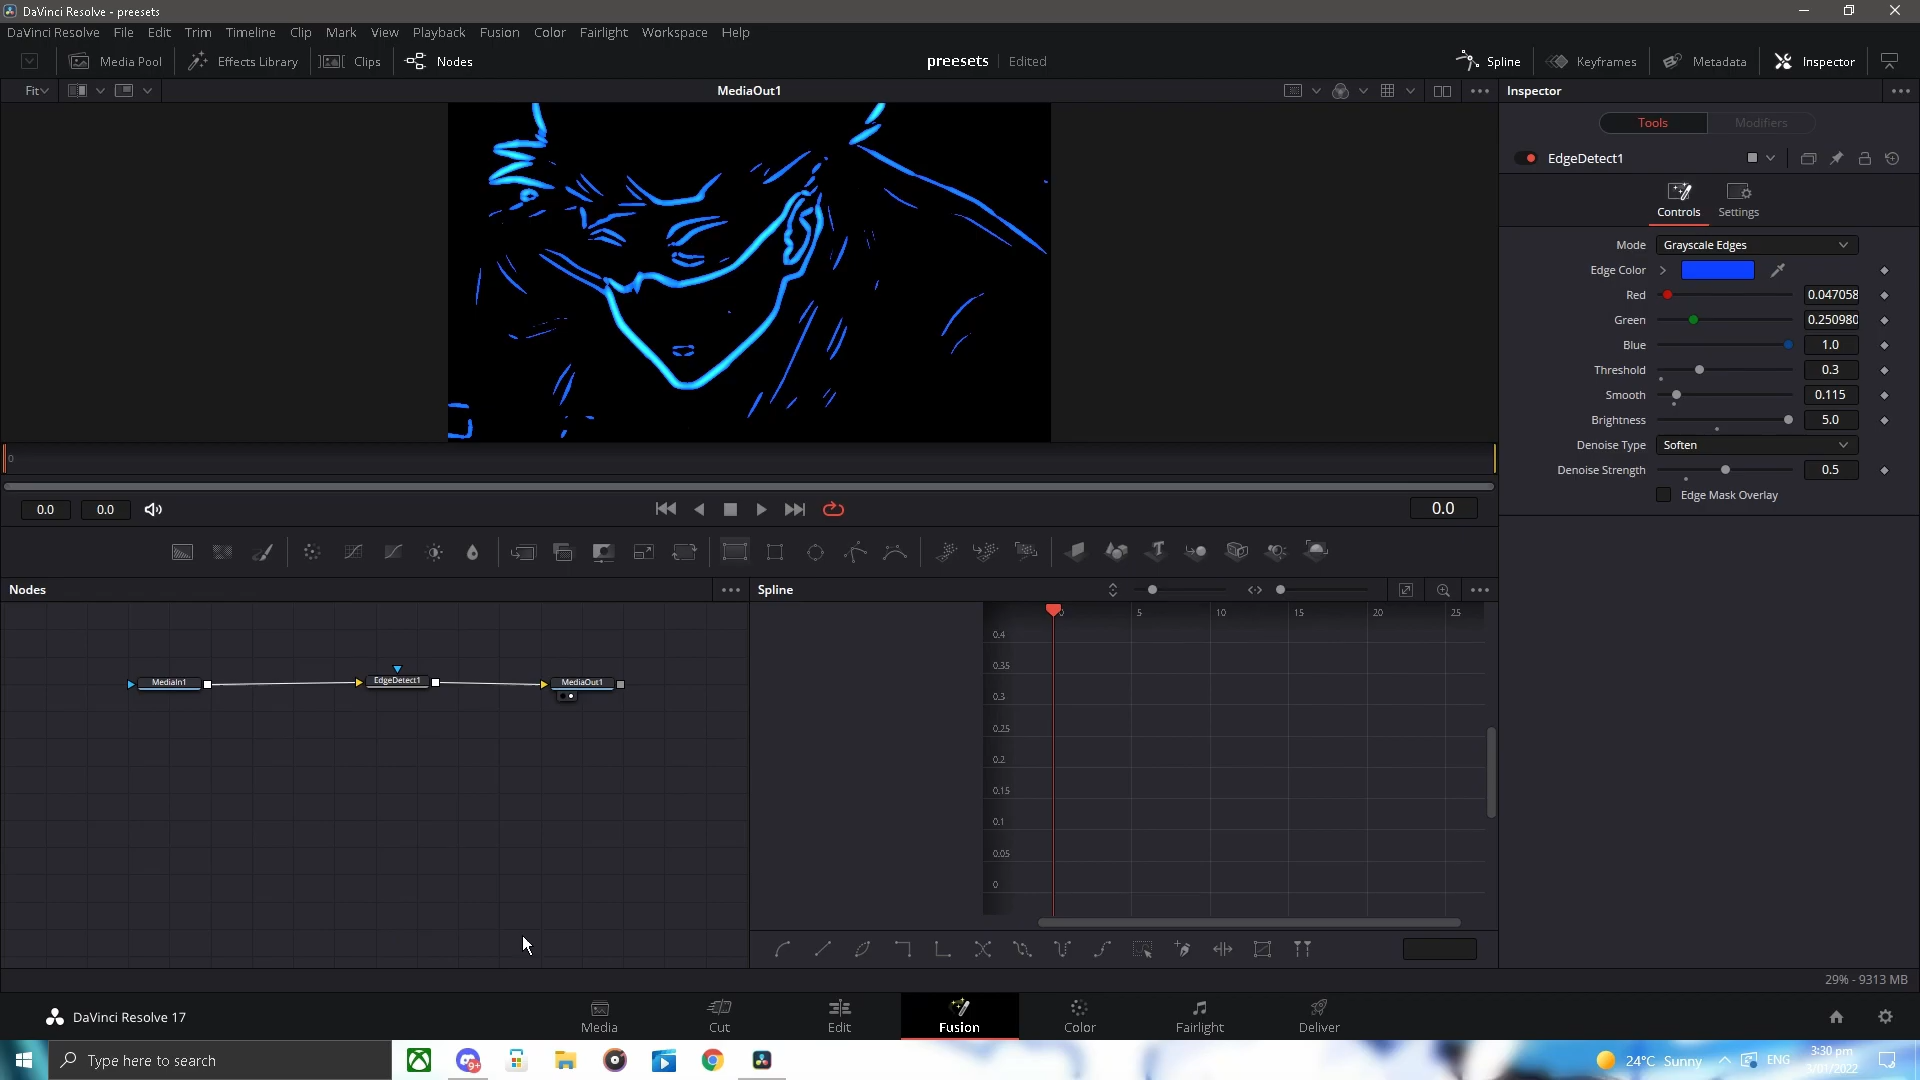 DaVinci Resolve - preesets
DaVinci Resolve File Edit Trim Timeline Clip Mark View Playback Fusion Color Fairlight Workspace Help
Media Pool Effects Library Clips Nodes preesets Edited Spline Keyframes Metadata Inspector
Fit MediaOut1 Inspector
Tools Modifiers
EdgeDetect1
Controls Settings
Mode Grayscale Edges
Edge Color
Red 0.047058
Green 0.250980
Blue 1.0
Threshold 0.3
Smooth 0.115
Brightness 5.0
Denoise Type Soften
Denoise Strength 0.5
Edge Mask Overlay
0
0.0 0.0 0.0
Nodes Spline
0 5 10 15 20 25
0.4
0.35
0.3
0.25
0.2
0.15
0.1
0.05
0
MediaIn1 EdgeDetect1 MediaOut1
29% - 9313 MB
DaVinci Resolve 17 Media Cut Edit Fusion Color Fairlight Deliver
Type here to search 9+ 24°C Sunny ENG 3:30 pm
3/01/2022